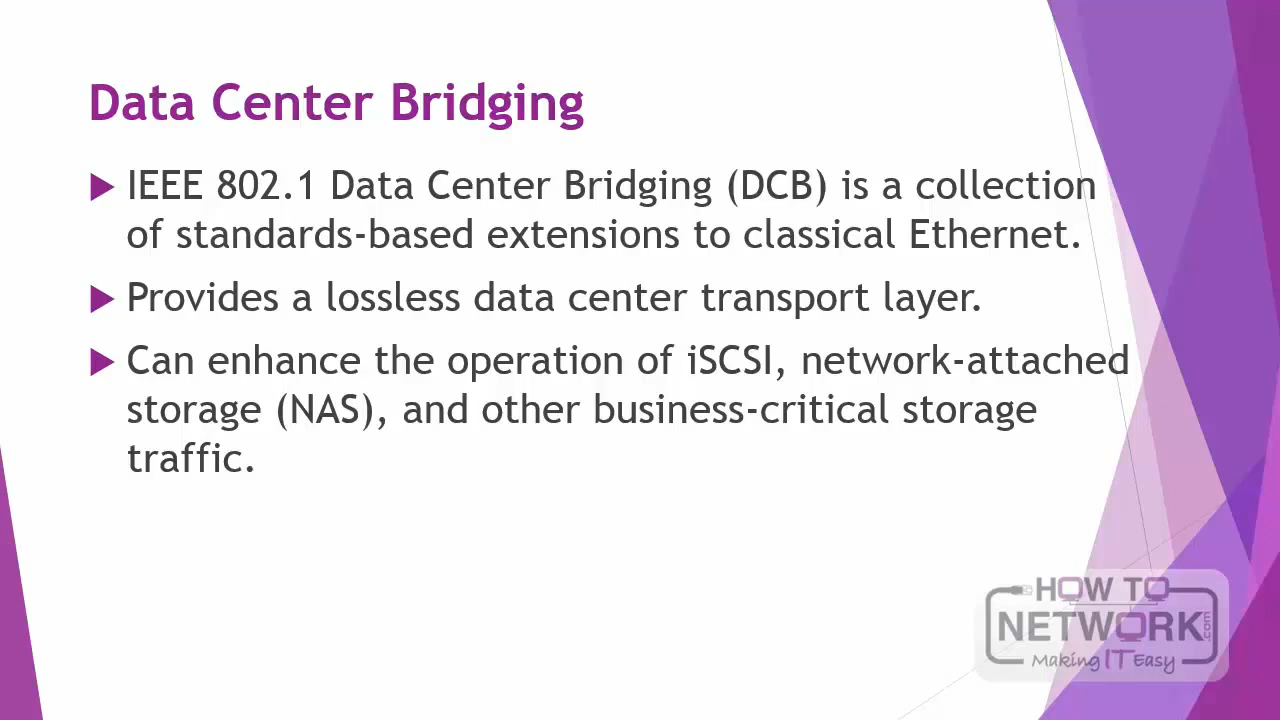 Data Center Bridging
IEEE 802.1 Data Center Bridging (DCB) is a collection
of standards-based extensions to classical Ethernet.
Provides a lossless data center transport layer.
Can enhance the operation of iSCSI, network-attached
storage (NAS), and other business-critical storage
traffic.
HOW TO
NETWORK.com
Making IT Easy